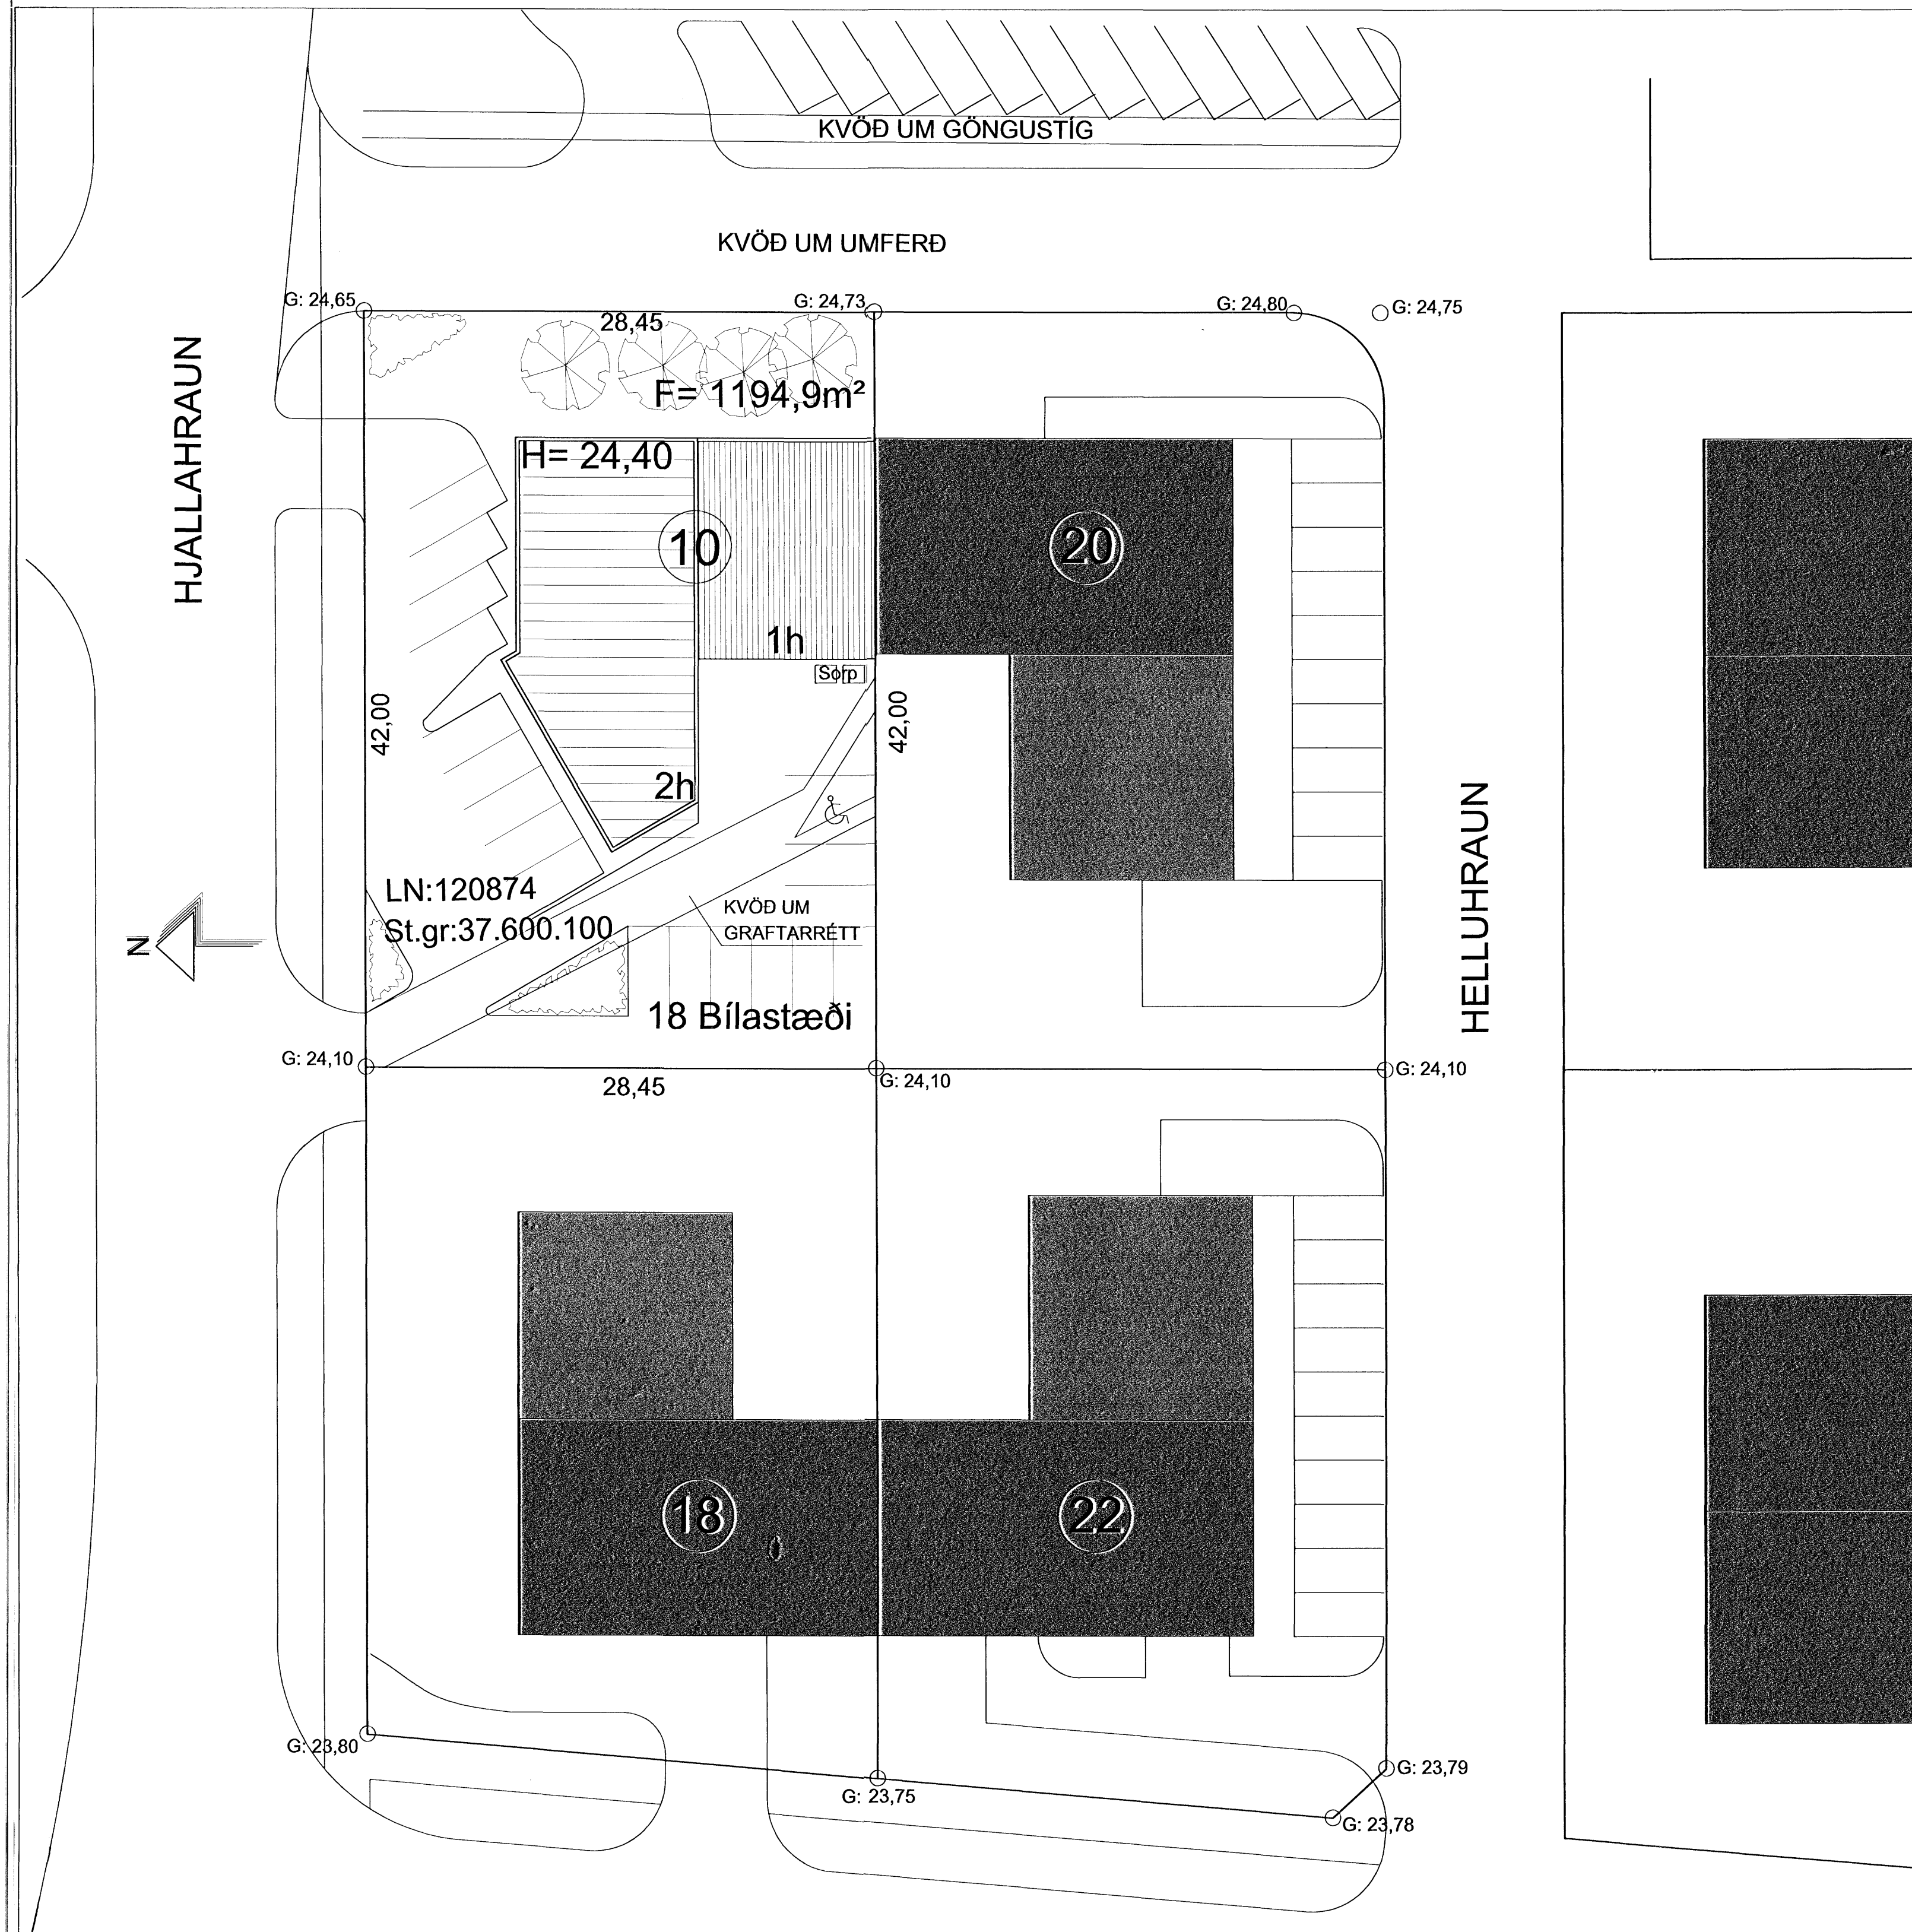 KVÖÐ UM GÖNGUSTÍG
KVÖÐ UM UMFERÐ
G: 24,65
G: 24,73
G: 24,80
G: 24,75
28,45
F= 1194,9m²
HJALLAHRAUN
H= 24,40
10
20
1h
Sorp
42,00
42,00
2h
HELLUHRAUN
LN:120874
St.gr:37.600.100
KVÖÐ UM
GRAFTARRÉTT
N
18 Bílastæði
G: 24,10
28,45
G: 24,10
G: 24,10
18
22
G: 23,80
G: 23,75
G: 23,79
G: 23,78